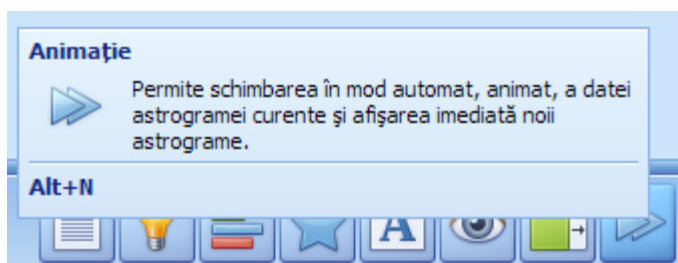 Animaţie
Permite schimbarea în mod automat, animat, a datei
astrogramei curente şi afişarea imediată noii
astrograme.
Alt+N
A